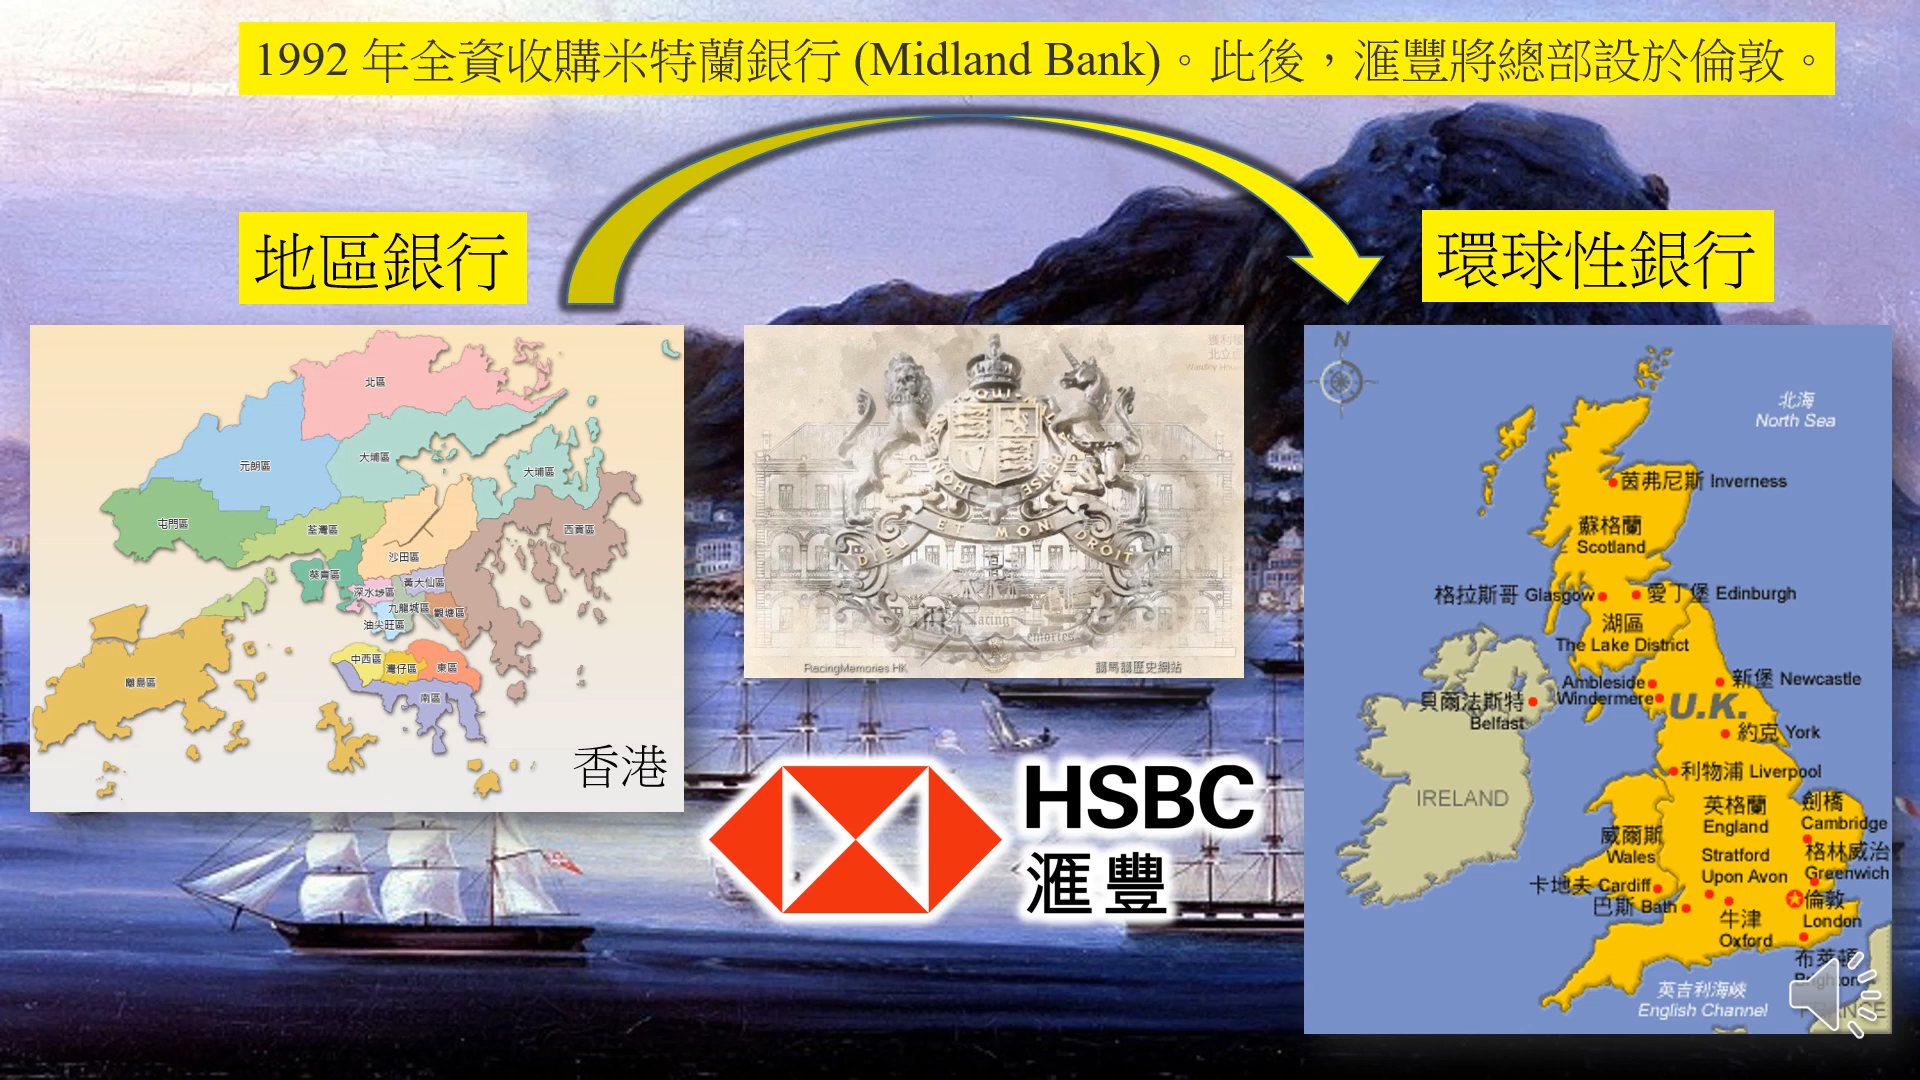 1992 年全資收購米特蘭銀行 (Midland Bank)。此後，滙豐將總部設於倫敦。
地區銀行
環球性銀行
北區
元朗區
大埔區
大埔區
屯門區
荃灣區
西貢區
沙田區
葵青區
黃大仙區
深水埗區
九龍城區
觀塘區
油尖旺區
中西區
灣仔區
東區
離島區
南區
香港
DIEU ET MON DROIT
RacingMemories.HK
HSBC
滙豐
N
北海
North Sea
茵弗尼斯 Inverness
蘇格蘭
Scotland
格拉斯哥 Glasgow
愛丁堡 Edinburgh
湖區
The Lake District
Ambleside
Windermere
新堡 Newcastle
貝爾法斯特
Belfast
U.K.
約克 York
利物浦 Liverpool
IRELAND
英格蘭
England
劍橋
Cambridge
威爾斯
Wales
格林威治
Greenwich
Stratford
Upon Avon
卡地夫 Cardiff
巴斯 Bath
倫敦
London
牛津
Oxford
布萊頓
Brighton
英吉利海峽
English Channel